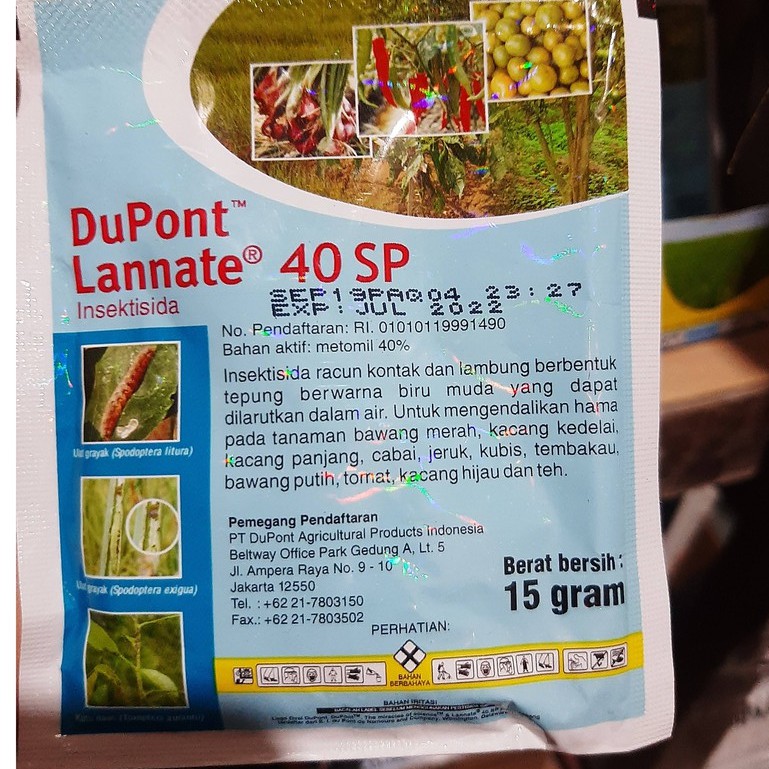 DuPont™
Lannate® 40 SP
Insektisida
SEP19PAQ04 23:27
EXP:JUL 2022
No. Pendaftaran: RI. 01010119991490
Bahan aktif: metomil 40%
Insektisida racun kontak dan lambung berbentuk
tepung berwarna biru muda yang dapat
dilarutkan dalam air. Untuk mengendalikan hama
pada tanaman bawang merah, kacang kedelai,
kacang panjang, cabai, jeruk, kubis, tembakau,
bawang putih, tomat, kacang hijau dan teh.
Ulat grayak (Spodoptera litura)
Ulat grayak (Spodoptera exigua)
Pemegang Pendaftaran
PT DuPont Agricultural Products Indonesia
Beltway Office Park Gedung A, Lt. 5
Jl. Ampera Raya No. 9 - 10
Jakarta 12550
Tel. : +62 21-7803150
Fax.: +62 21-7803502
Berat bersih:
15 gram
PERHATIAN:
BAHAN
BERBAHAYA
BAHAN IRITASI